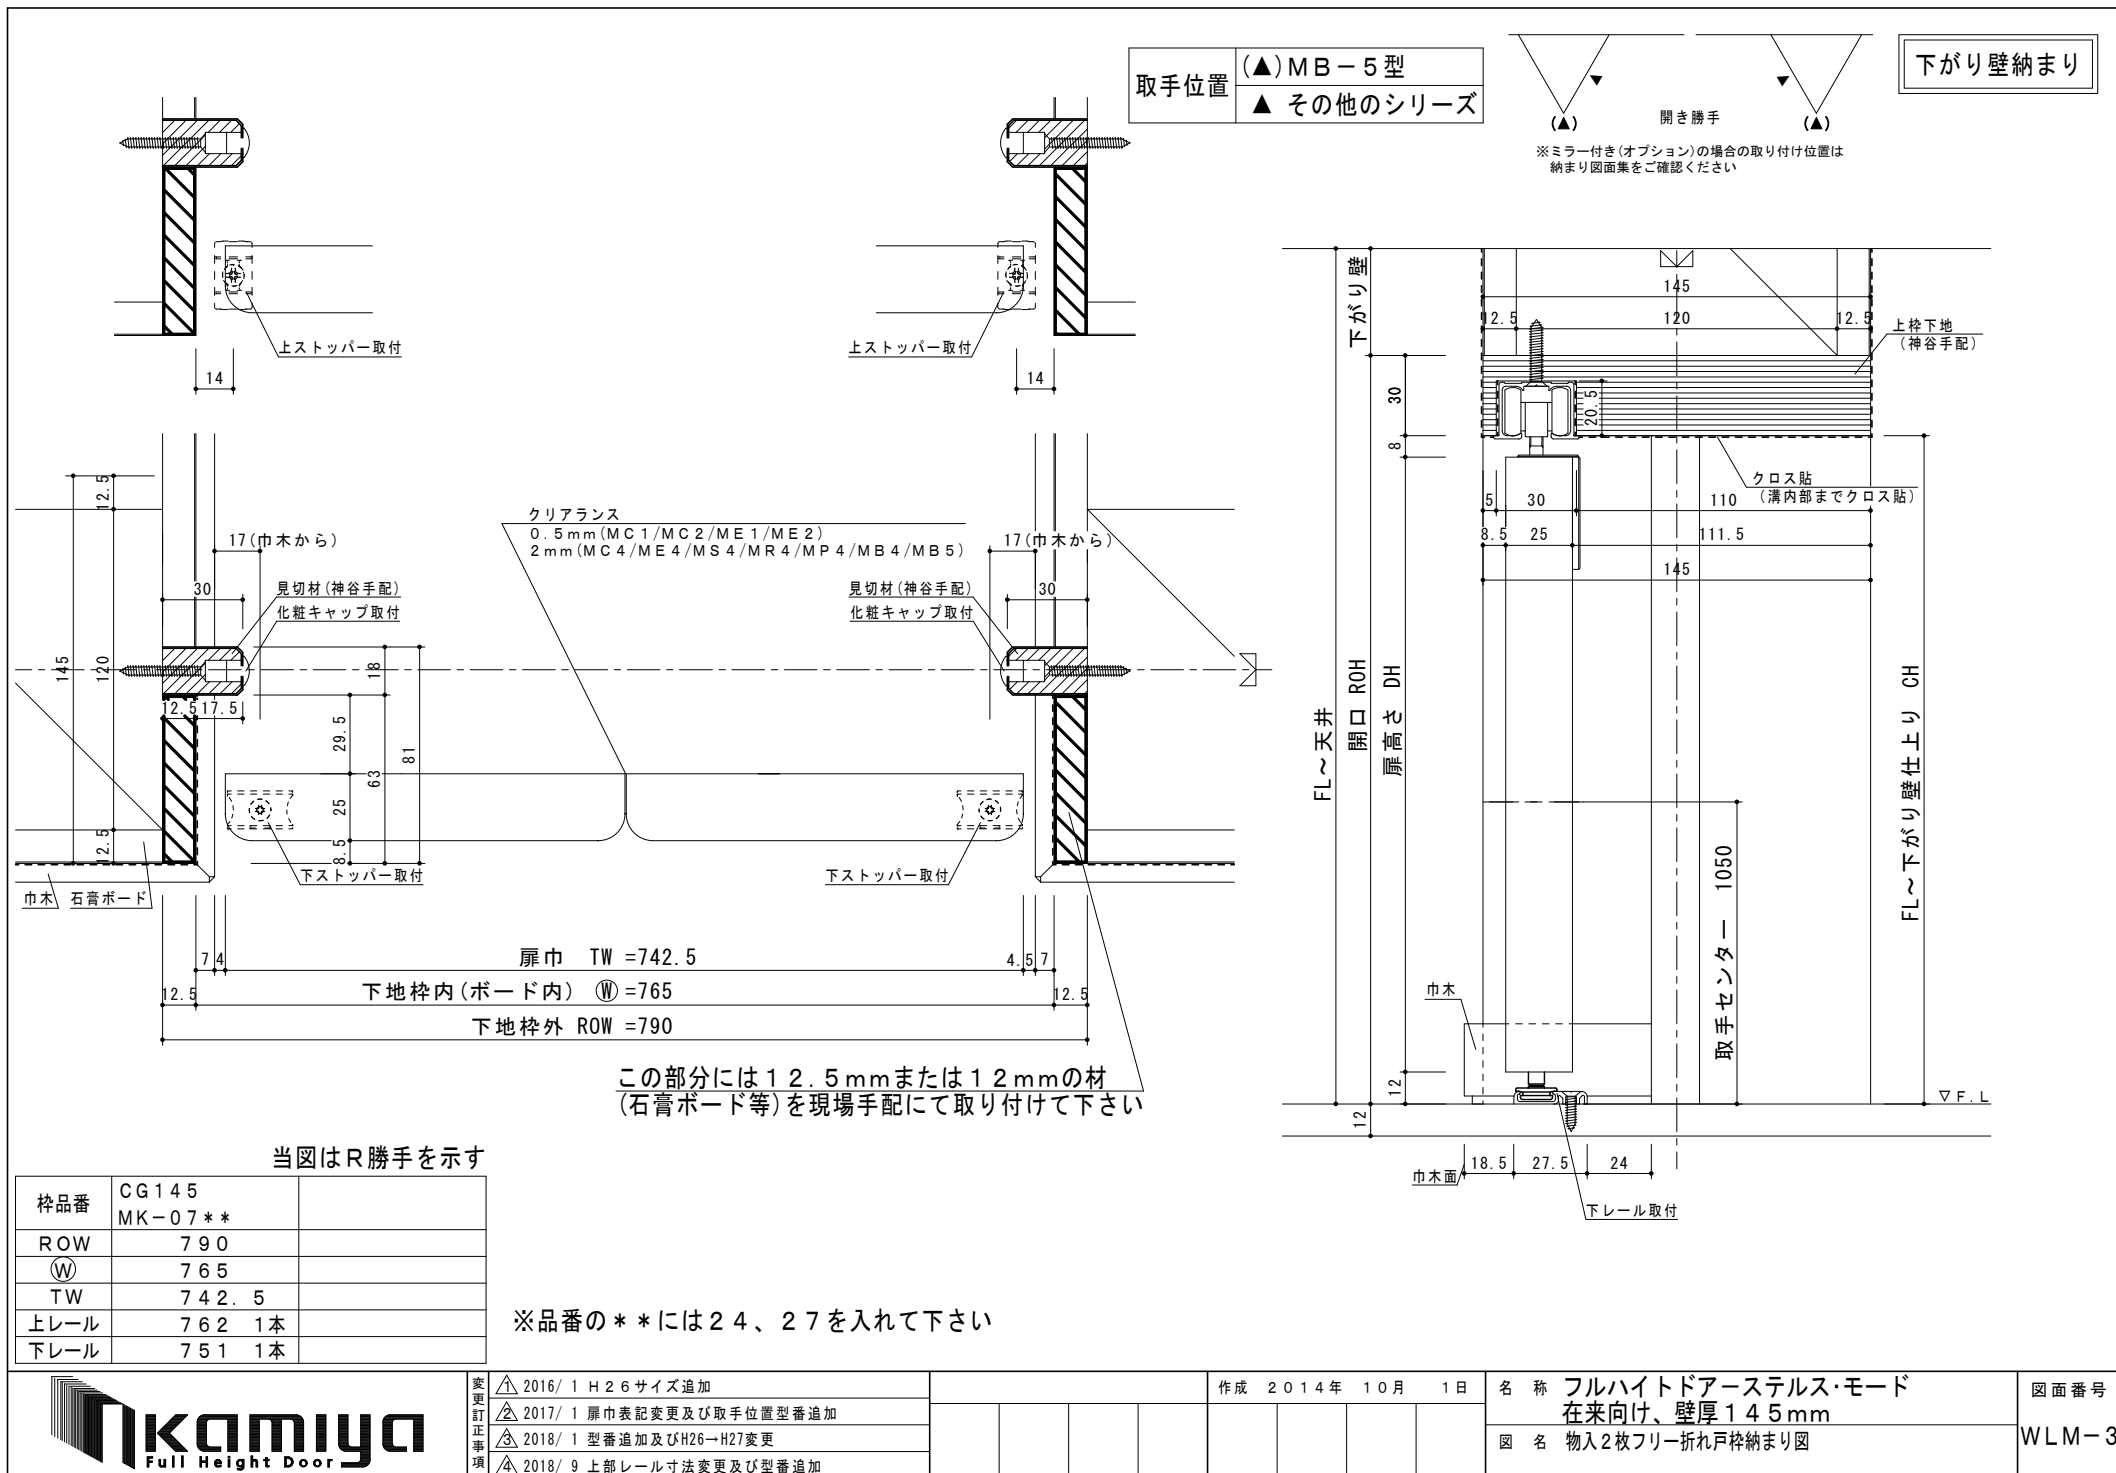 取手位置
(▲)MB－5型
▲ その他のシリーズ
(▲)
開き勝手
(▲)
※ミラー付き(オプション)の場合の取り付け位置は
納まり図面集をご確認ください
下がり壁納まり
上ストッパー取付
上ストッパー取付
14
14
クリアランス
0.5mm(MC1/MC2/ME1/ME2)
2mm(MC4/ME4/MS4/MR4/MP4/MB4/MB5)
17(巾木から)
17(巾木から)
30
見切材(神谷手配)
化粧キャップ取付
見切材(神谷手配)
化粧キャップ取付
30
12.5
145
120
12.5
12.5
17.5
18
29.5
63
81
25
8.5
下ストッパー取付
下ストッパー取付
巾木
石膏ボード
7
4
扉巾 TW =742.5
4.5
7
12.5
下地枠内(ボード内) Ⓦ =765
12.5
下地枠外 ROW =790
この部分には12.5mmまたは12mmの材
(石膏ボード等)を現場手配にて取り付けて下さい
下がり壁
145
12.5
120
12.5
上枠下地
(神谷手配)
30
20.5
8
クロス貼
(溝内部までクロス貼)
5
30
110
8.5
25
111.5
145
FL～天井
開口 ROH
扉高さ DH
FL～下がり壁仕上り CH
取手センター 1050
巾木
12
12
▽F.L
18.5
27.5
24
巾木面
下レール取付
当図はR勝手を示す
枠品番
CG145
MK－07＊＊
ROW
790
Ⓦ
765
TW
742.5
上レール
762 1本
下レール
751 1本
※品番の＊＊には24、27を入れて下さい
kamiya
Full Height Door
変更訂正事項
1 2016/ 1 H26サイズ追加
2 2017/ 1 扉巾表記変更及び取手位置型番追加
3 2018/ 1 型番追加及びH26→H27変更
4 2018/ 9 上部レール寸法変更及び型番追加
作成 2014年 10月 1日
名 称 フルハイトドアーステルス・モード
在来向け、壁厚145mm
図 名 物入2枚フリー折れ戸枠納まり図
図面番号
WLM－3